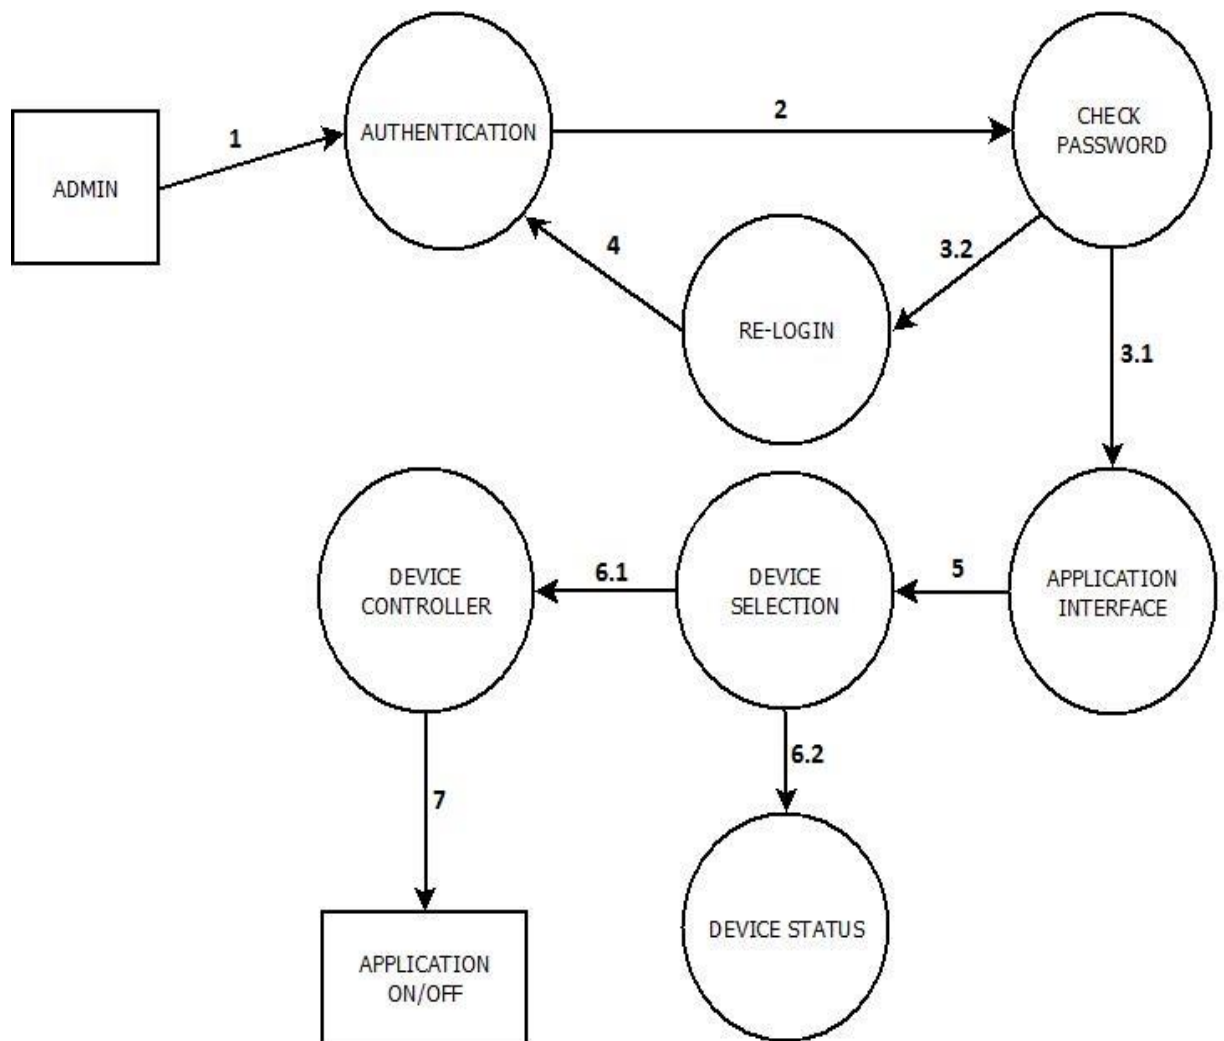 1
2
AUTHENTICATION
CHECK
PASSWORD
ADMIN
4
3.2
RE-LOGIN
3.1
DEVICE
CONTROLLER
6.1
DEVICE
SELECTION
5
APPLICATION
INTERFACE
6.2
7
DEVICE STATUS
APPLICATION
ON/OFF